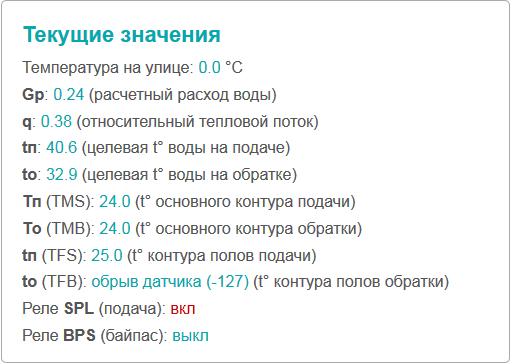 Текущие значения
Температура на улице: 0.0 °C
Gр: 0.24 (расчетный расход воды)
q: 0.38 (относительный тепловой поток)
tп: 40.6 (целевая t° воды на подаче)
tо: 32.9 (целевая t° воды на обратке)
Tп (TMS): 24.0 (t° основного контура подачи)
To (TMB): 24.0 (t° основного контура обратки)
tп (TFS): 25.0 (t° контура полов подачи)
to (TFB): обрыв датчика (-127) (t° контура полов обратки)
Реле SPL (подача): вкл
Реле BPS (байпас): выкл